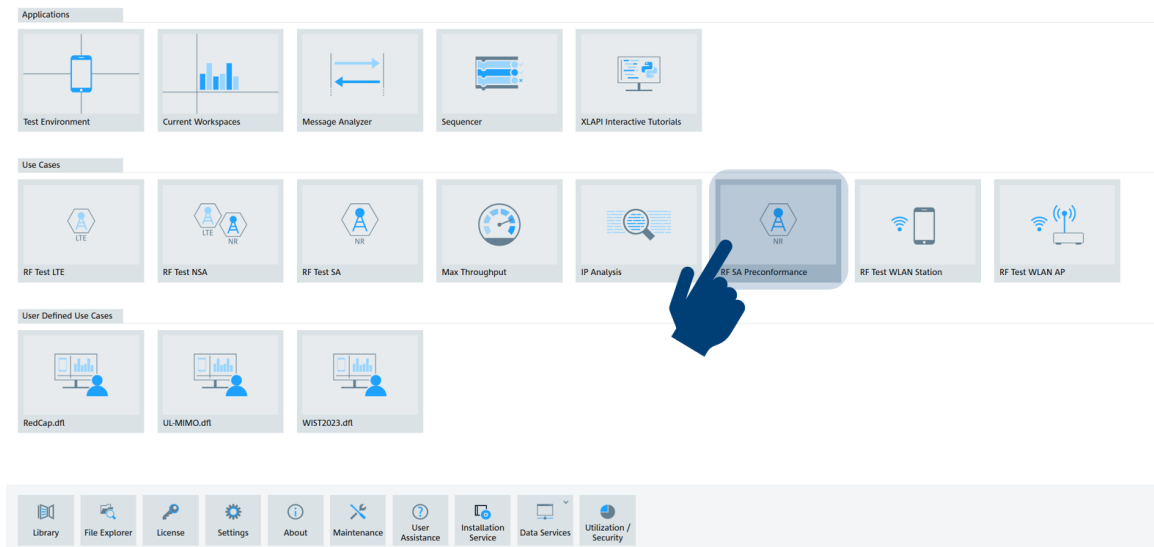 Applications
Test Environment
Current Workspaces
Message Analyzer
Sequencer
XLAPI Interactive Tutorials
Use Cases
LTE
LTE
NR
NR
NR
RF Test LTE
RF Test NSA
RF Test SA
Max Throughput
IP Analysis
RF SA Preconformance
RF Test WLAN Station
RF Test WLAN AP
User Defined Use Cases
RedCap.dfl
UL-MIMO.dfl
WIST2023.dfl
Library
File Explorer
License
Settings
About
Maintenance
User
Assistance
Installation
Service
Data Services
Utilization /
Security